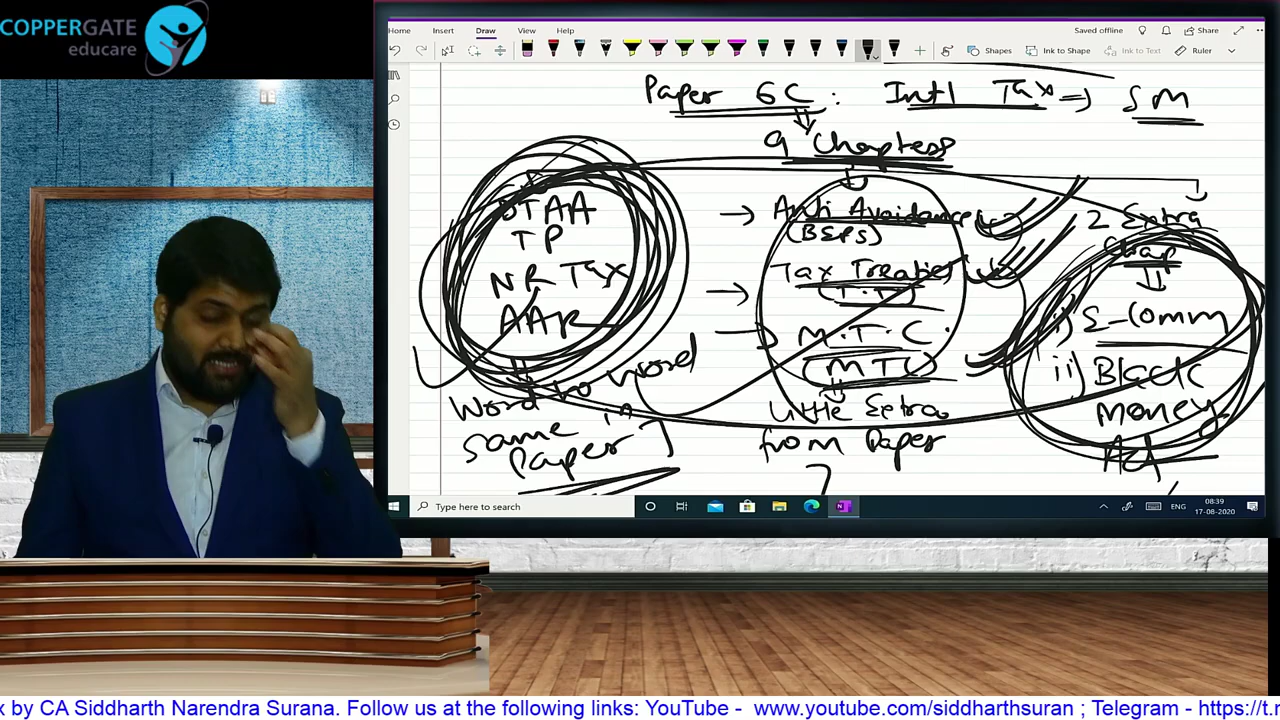 COPPERGATE
educare
Home Insert Draw View Help
Saved offline Share
Shapes Ink to Shape Ink to Text Ruler
Paper 6C : Intl Tax => SM
9 Chapters
DTAA
TP
NR Tax
AAR
Word to word
same in
Paper 7
→ Anti Avoidance
(BEPS)
→ Tax Treaties
T.T
→ M.T.C.
(MTC)
Little Extra
from Paper
7
2 Extra
Chap
i) E-Comm
ii) Black
Money
Act
Type here to search
ENG
08:39
17-08-2020
x by CA Siddharth Narendra Surana. Follow us at the following links: YouTube - www.youtube.com/siddharthsuran ; Telegram - https://t.n